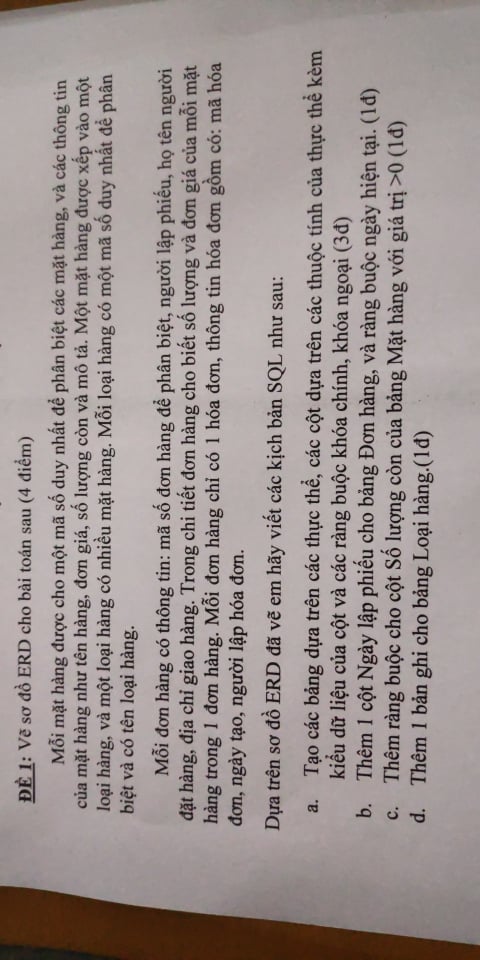 ĐỀ 1: Vẽ sơ đồ ERD cho bài toán sau (4 điểm)
Mỗi mặt hàng được cho một mã số duy nhất để phân biệt các mặt hàng, và các thông tin
của mặt hàng như tên hàng, đơn giá, số lượng còn và mô tả. Một mặt hàng được xếp vào một
loại hàng, và một loại hàng có nhiều mặt hàng. Mỗi loại hàng có một mã số duy nhất để phân
biệt và có tên loại hàng.
Mỗi đơn hàng có thông tin: mã số đơn hàng để phân biệt, người lập phiếu, họ tên người
đặt hàng, địa chỉ giao hàng. Trong chi tiết đơn hàng cho biết số lượng và đơn giá của mỗi mặt
hàng trong 1 đơn hàng. Mỗi đơn hàng chỉ có 1 hóa đơn, thông tin hóa đơn gồm có: mã hóa
đơn, ngày tạo, người lập hóa đơn.
Dựa trên sơ đồ ERD đã vẽ em hãy viết các kịch bản SQL như sau:
a. Tạo các bảng dựa trên các thực thể, các cột dựa trên các thuộc tính của thực thể kèm
kiểu dữ liệu của cột và các ràng buộc khóa chính, khóa ngoại (3đ)
b. Thêm 1 cột Ngày lập phiếu cho bảng Đơn hàng, và ràng buộc ngày hiện tại. (1đ)
c. Thêm ràng buộc cho cột Số lượng còn của bảng Mặt hàng với giá trị >0 (1đ)
d. Thêm 1 bản ghi cho bảng Loại hàng.(1đ)